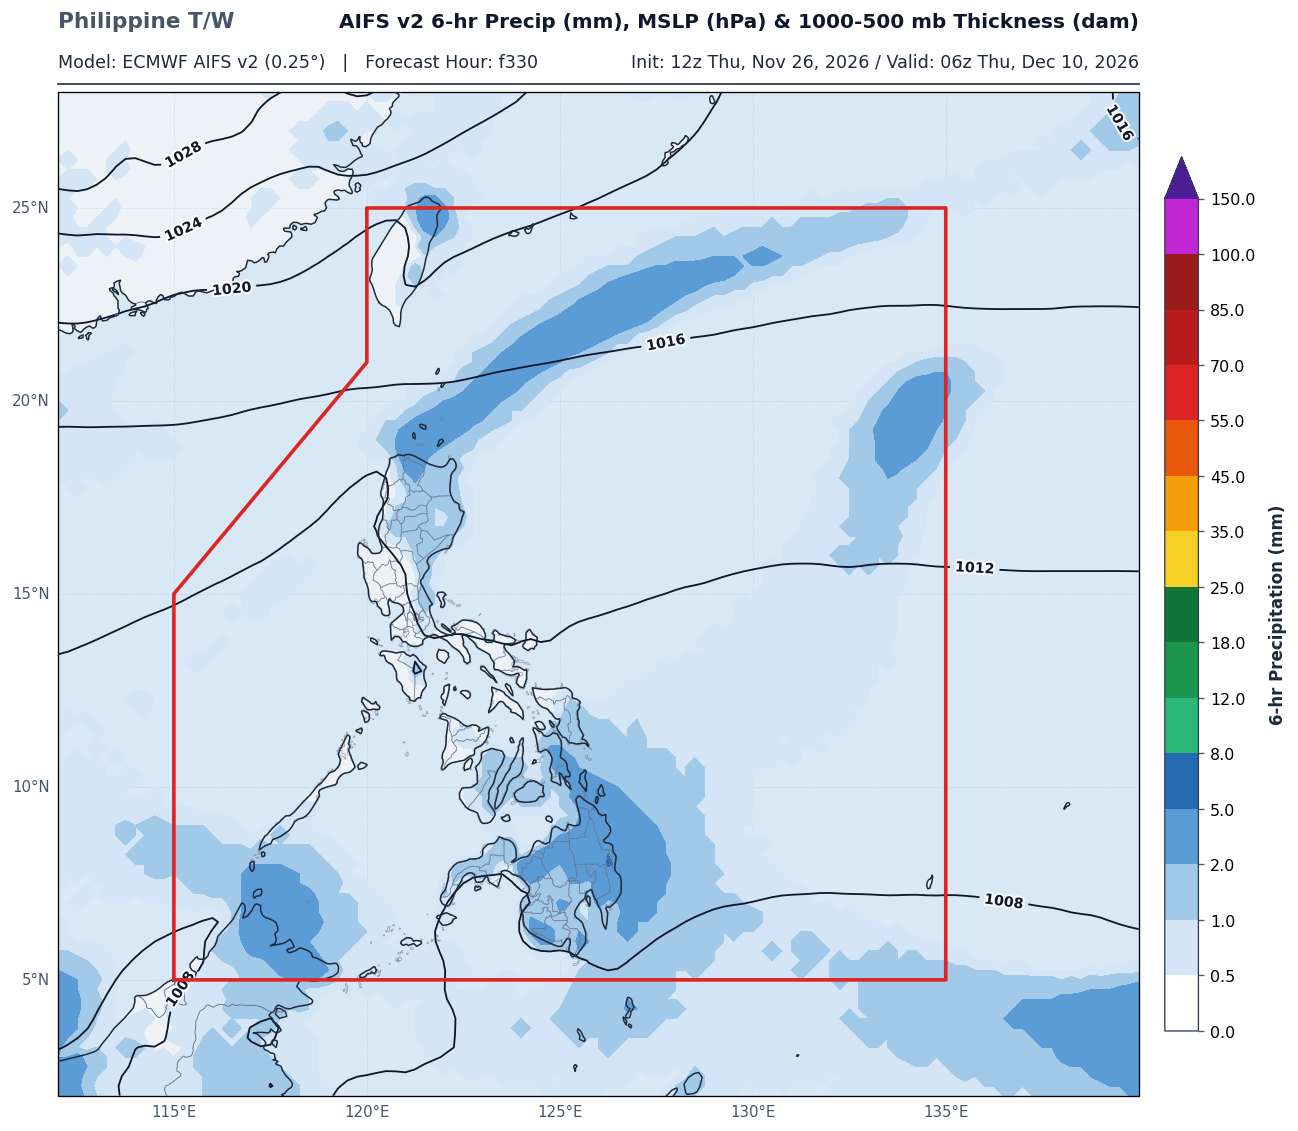 Philippine T/W
AIFS v2 6-hr Precip (mm), MSLP (hPa) & 1000-500 mb Thickness (dam)
Model: ECMWF AIFS v2 (0.25°) | Forecast Hour: f330
Init: 12z Thu, Nov 26, 2026 / Valid: 06z Thu, Dec 10, 2026
1016
1028
1024
1020
1016
1012
1008
1008
25°N
20°N
15°N
10°N
5°N
115°E
120°E
125°E
130°E
135°E
150.0
100.0
85.0
70.0
55.0
45.0
35.0
25.0
18.0
12.0
8.0
5.0
2.0
1.0
0.5
0.0
6-hr Precipitation (mm)